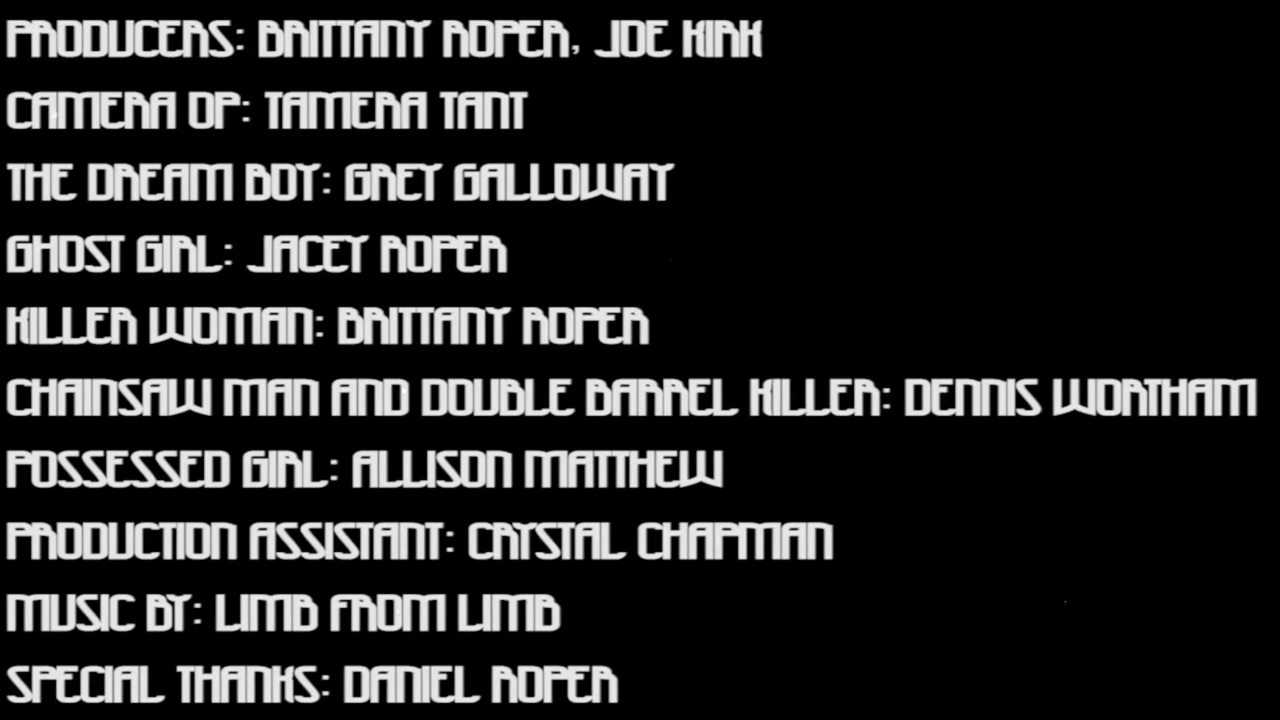 PRODUCERS: BRITTANY ROPER, JOE KIRK
CAMERA OP: TAMERA TANT
THE DREAM BOY: GREY GALLOWAY
GHOST GIRL: JACEY ROPER
KILLER WOMAN: BRITTANY ROPER
CHAINSAW MAN AND DOUBLE BARREL KILLER: DENNIS WORTHAM
POSSESSED GIRL: ALLISON MATTHEW
PRODUCTION ASSISTANT: CRYSTAL CHAPMAN
MUSIC BY: LIMB FROM LIMB
SPECIAL THANKS: DANIEL ROPER